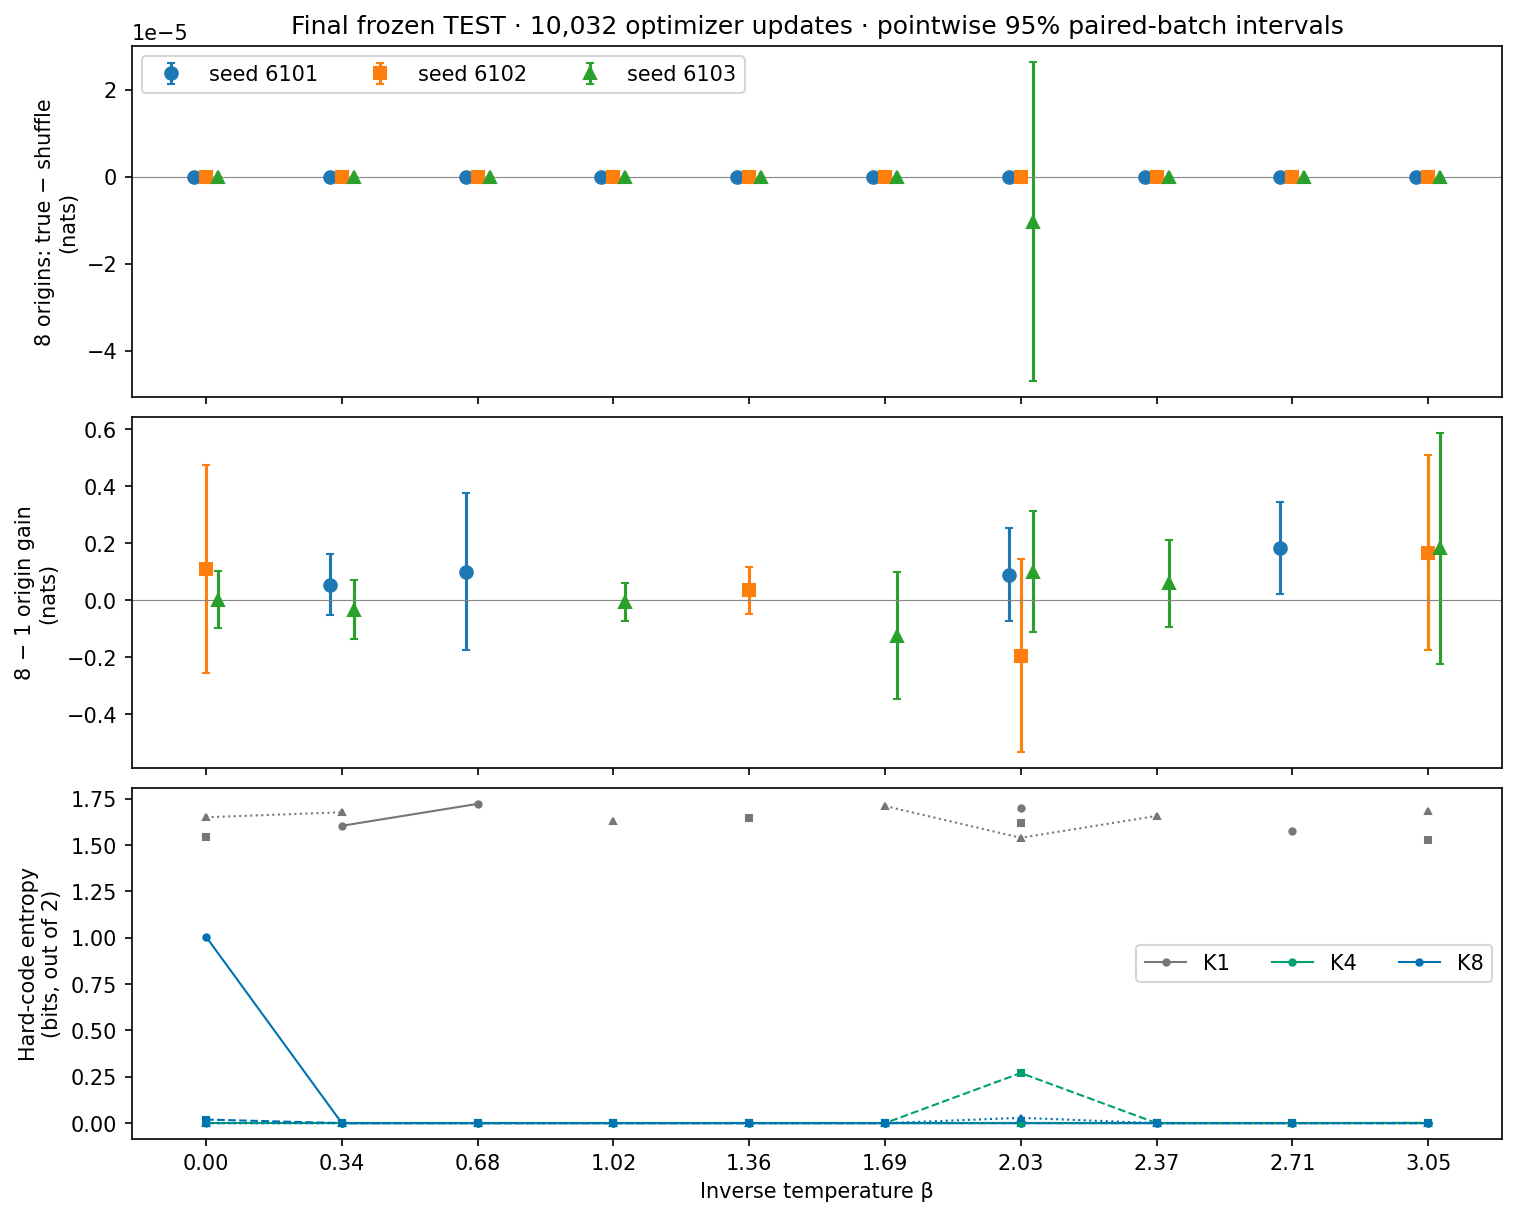 Final frozen TEST · 10,032 optimizer updates · pointwise 95% paired-batch intervals
1e−5
seed 6101
seed 6102
seed 6103
2
0
−2
−4
8 origins: true − shuffle
(nats)
0.6
0.4
0.2
0.0
−0.2
−0.4
8 − 1 origin gain
(nats)
1.75
1.50
1.25
1.00
0.75
0.50
0.25
0.00
Hard-code entropy
(bits, out of 2)
K1
K4
K8
0.00
0.34
0.68
1.02
1.36
1.69
2.03
2.37
2.71
3.05
Inverse temperature β